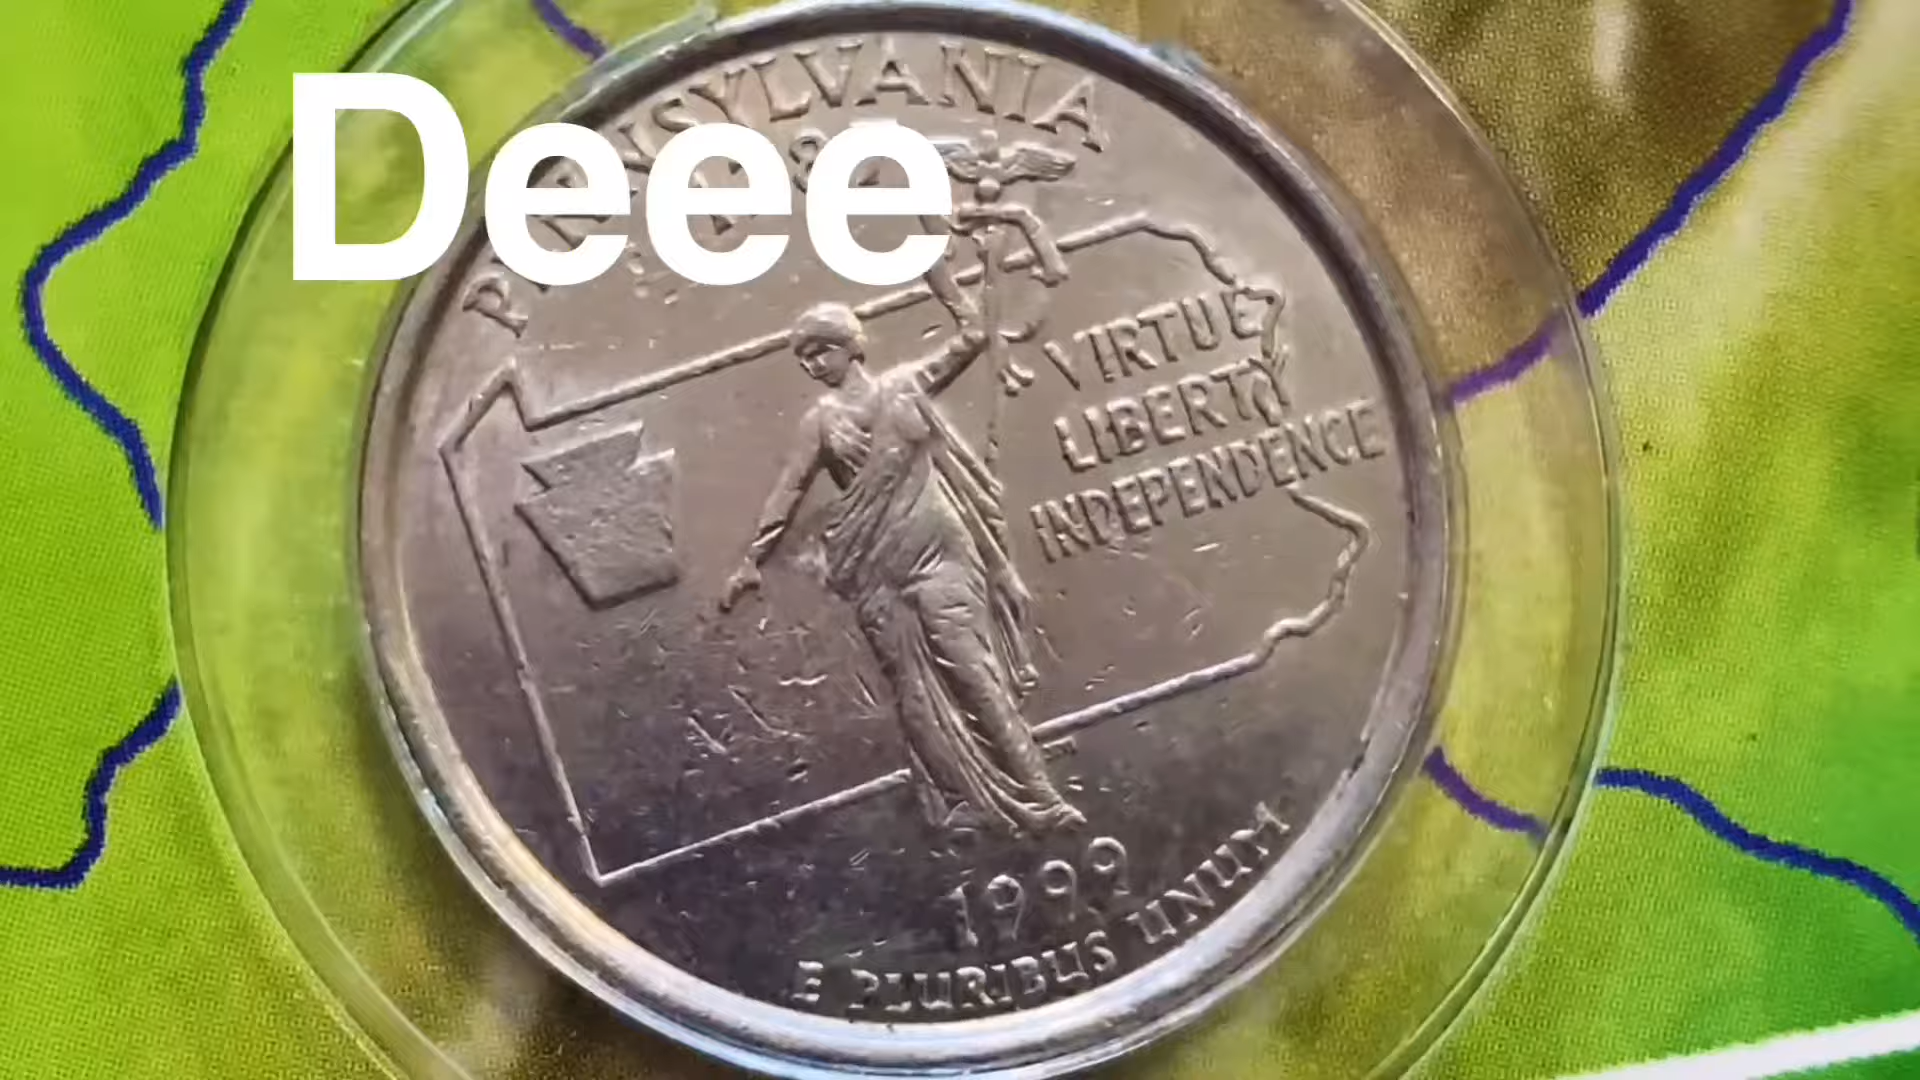 Deee
PENNSYLVANIA
VIRTUE
LIBERTY
INDEPENDENCE
1999
E PLURIBUS UNUM